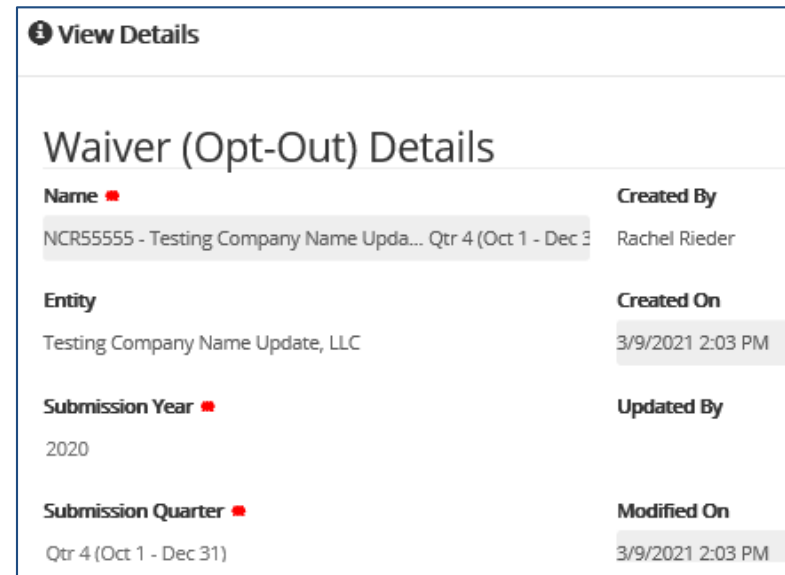 View Details
Waiver (Opt-Out) Details
Name
Created By
NCR55555 - Testing Company Name Upda... Qtr 4 (Oct 1 - Dec 3
Rachel Rieder
Entity
Created On
Testing Company Name Update, LLC
3/9/2021 2:03 PM
Submission Year
Updated By
2020
Submission Quarter
Modified On
Qtr 4 (Oct 1 - Dec 31)
3/9/2021 2:03 PM